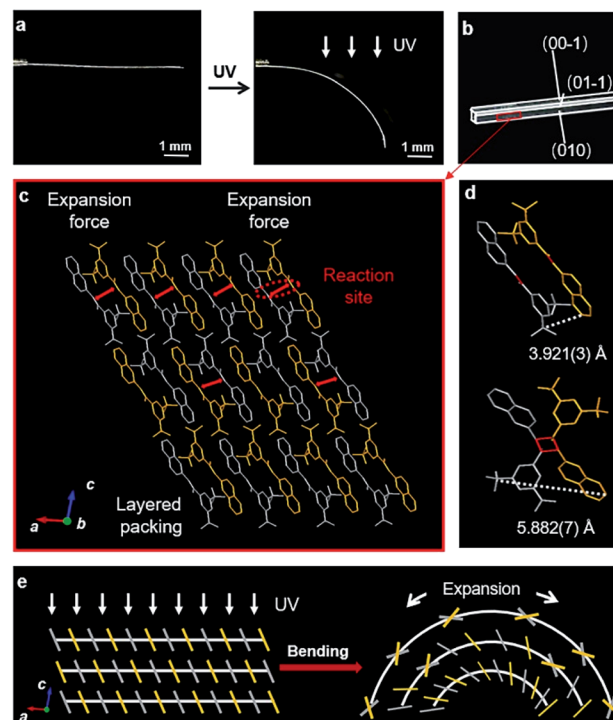 a
UV
UV
1 mm
1 mm
b
(00-1)
(01-1)
(010)
c
Expansion
force
Expansion
force
Reaction
site
Layered
packing
c
a
b
d
3.921(3) Å
5.882(7) Å
e
UV
Bending
Expansion
c
a